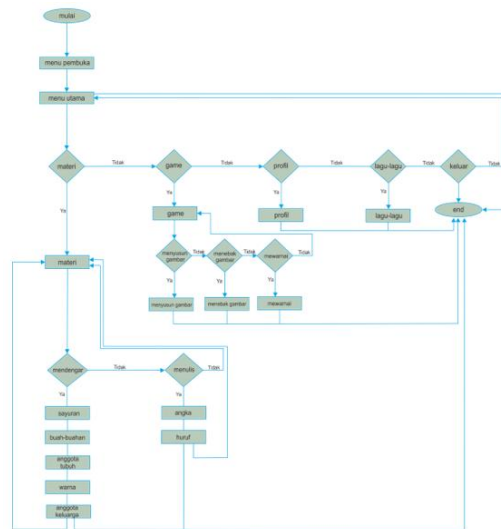 mulai
menu pembuka
menu utama
materi
Tidak
game
Tidak
profil
Tidak
lagu-lagu
Tidak
keluar
Tidak
Ya
Ya
Ya
Ya
Ya
game
profil
lagu-lagu
end
materi
menyusun
gambar
Tidak
menebak
gambar
Tidak
mewarnai
Tidak
Ya
Ya
Ya
menyusun gambar
menebak gambar
mewarnai
mendengar
Tidak
menulis
Tidak
Ya
Ya
sayuran
angka
buah-buahan
huruf
anggota
tubuh
warna
anggota
keluarga